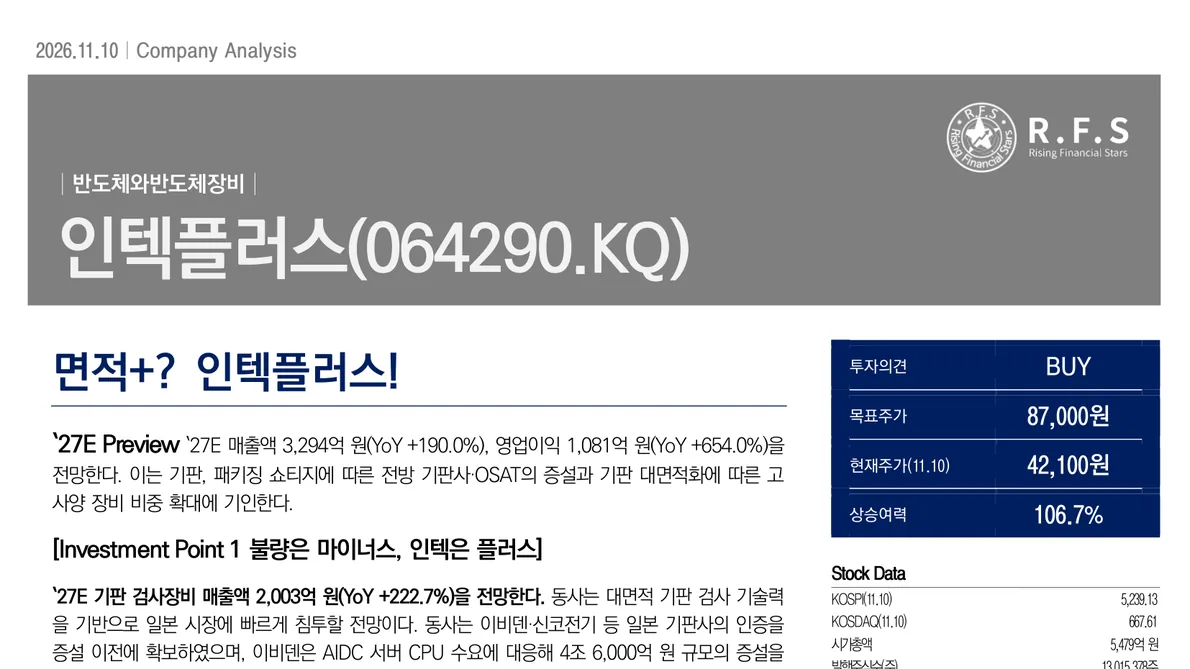 2026.11.10 | Company Analysis
R.F.S
Rising Financial Stars
R.F.S
Rising Financial Stars
| 반도체와반도체장비 |
인텍플러스(064290.KQ)
면적+? 인텍플러스!
‵27E Preview ‵27E 매출액 3,294억 원(YoY +190.0%), 영업이익 1,081억 원(YoY +654.0%)을
전망한다. 이는 기판, 패키징 쇼티지에 따른 전방 기판사·OSAT의 증설과 기판 대면적화에 따른 고
사양 장비 비중 확대에 기인한다.
[Investment Point 1 불량은 마이너스, 인텍은 플러스]
‵27E 기판 검사장비 매출액 2,003억 원(YoY +222.7%)을 전망한다. 동사는 대면적 기판 검사 기술력
을 기반으로 일본 시장에 빠르게 침투할 전망이다. 동사는 이비덴·신코전기 등 일본 기판사의 인증을
증설 이전에 확보하였으며, 이비덴은 AIDC 서버 CPU 수요에 대응해 4조 6,000억 원 규모의 증설을
투자의견 BUY
목표주가 87,000원
현재주가(11.10) 42,100원
상승여력 106.7%
Stock Data
KOSPI(11.10) 5,239.13
KOSDAQ(11.10) 667.61
시가총액 5,479억 원
발행주식수(주) 13,015,378주